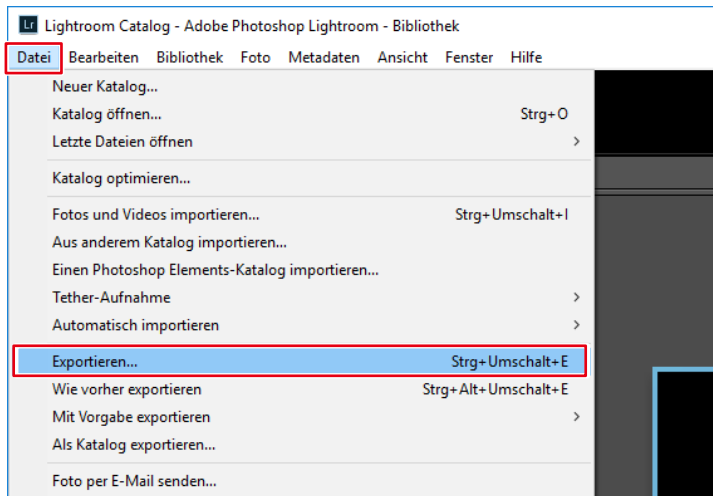 Lr Lightroom Catalog - Adobe Photoshop Lightroom - Bibliothek
Datei Bearbeiten Bibliothek Foto Metadaten Ansicht Fenster Hilfe
Neuer Katalog...
Katalog öffnen... Strg+O
Letzte Dateien öffnen
Katalog optimieren...
Fotos und Videos importieren... Strg+Umschalt+I
Aus anderem Katalog importieren...
Einen Photoshop Elements-Katalog importieren...
Tether-Aufnahme
Automatisch importieren
Exportieren... Strg+Umschalt+E
Wie vorher exportieren Strg+Alt+Umschalt+E
Mit Vorgabe exportieren
Als Katalog exportieren...
Foto per E-Mail senden...